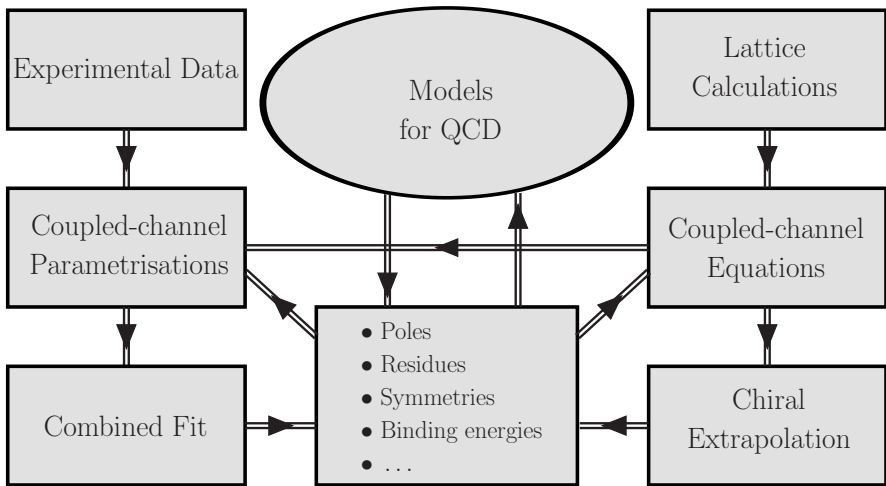 Experimental Data
Models
for QCD
Lattice
Calculations
Coupled-channel
Parametrisations
Coupled-channel
Equations
• Poles
• Residues
• Symmetries
• Binding energies
• ...
Combined Fit
Chiral
Extrapolation